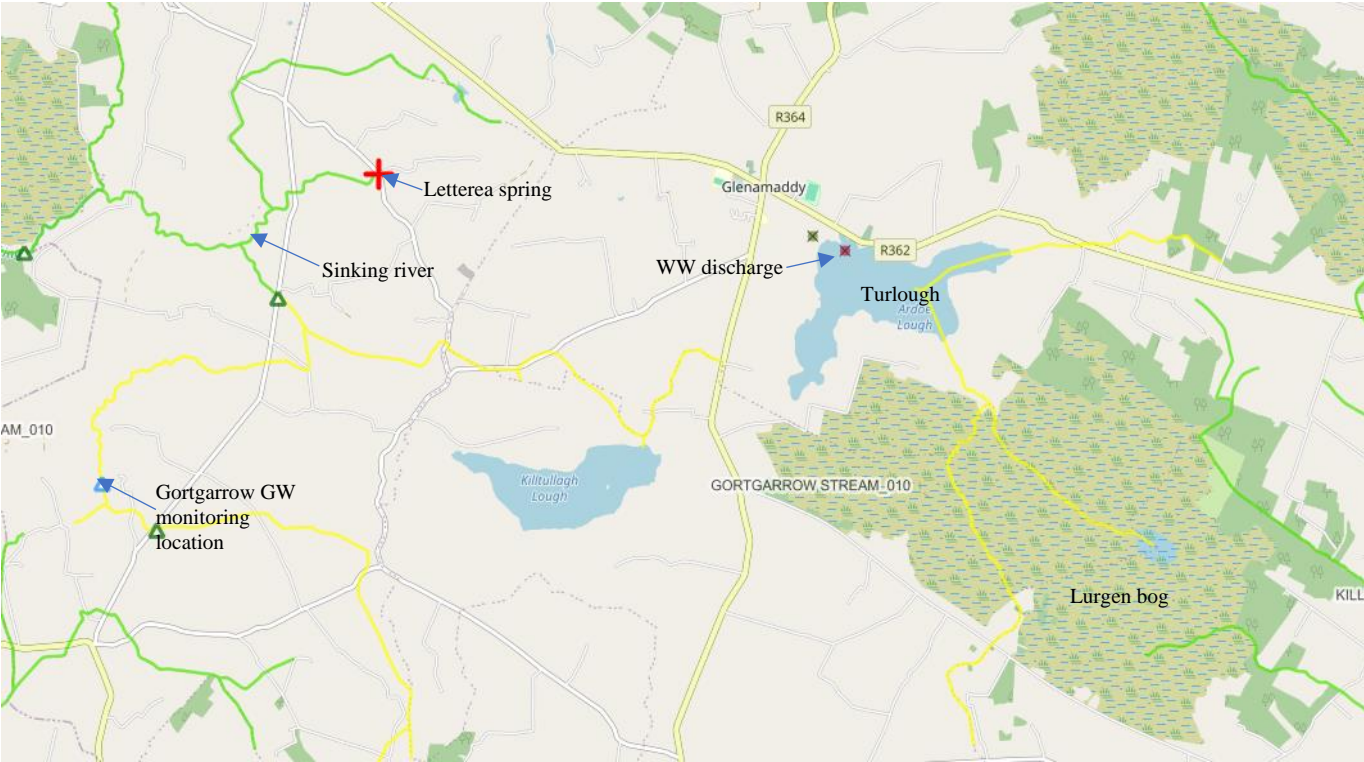 R364
Glenamaddy
Letterea spring
R362
WW discharge
Sinking river
Turlough
Ardoe
Lough
AM_010
Killtullagh
Lough
GORTGARROW STREAM_010
Gortgarrow GW
monitoring
location
Lurgen bog
KILL